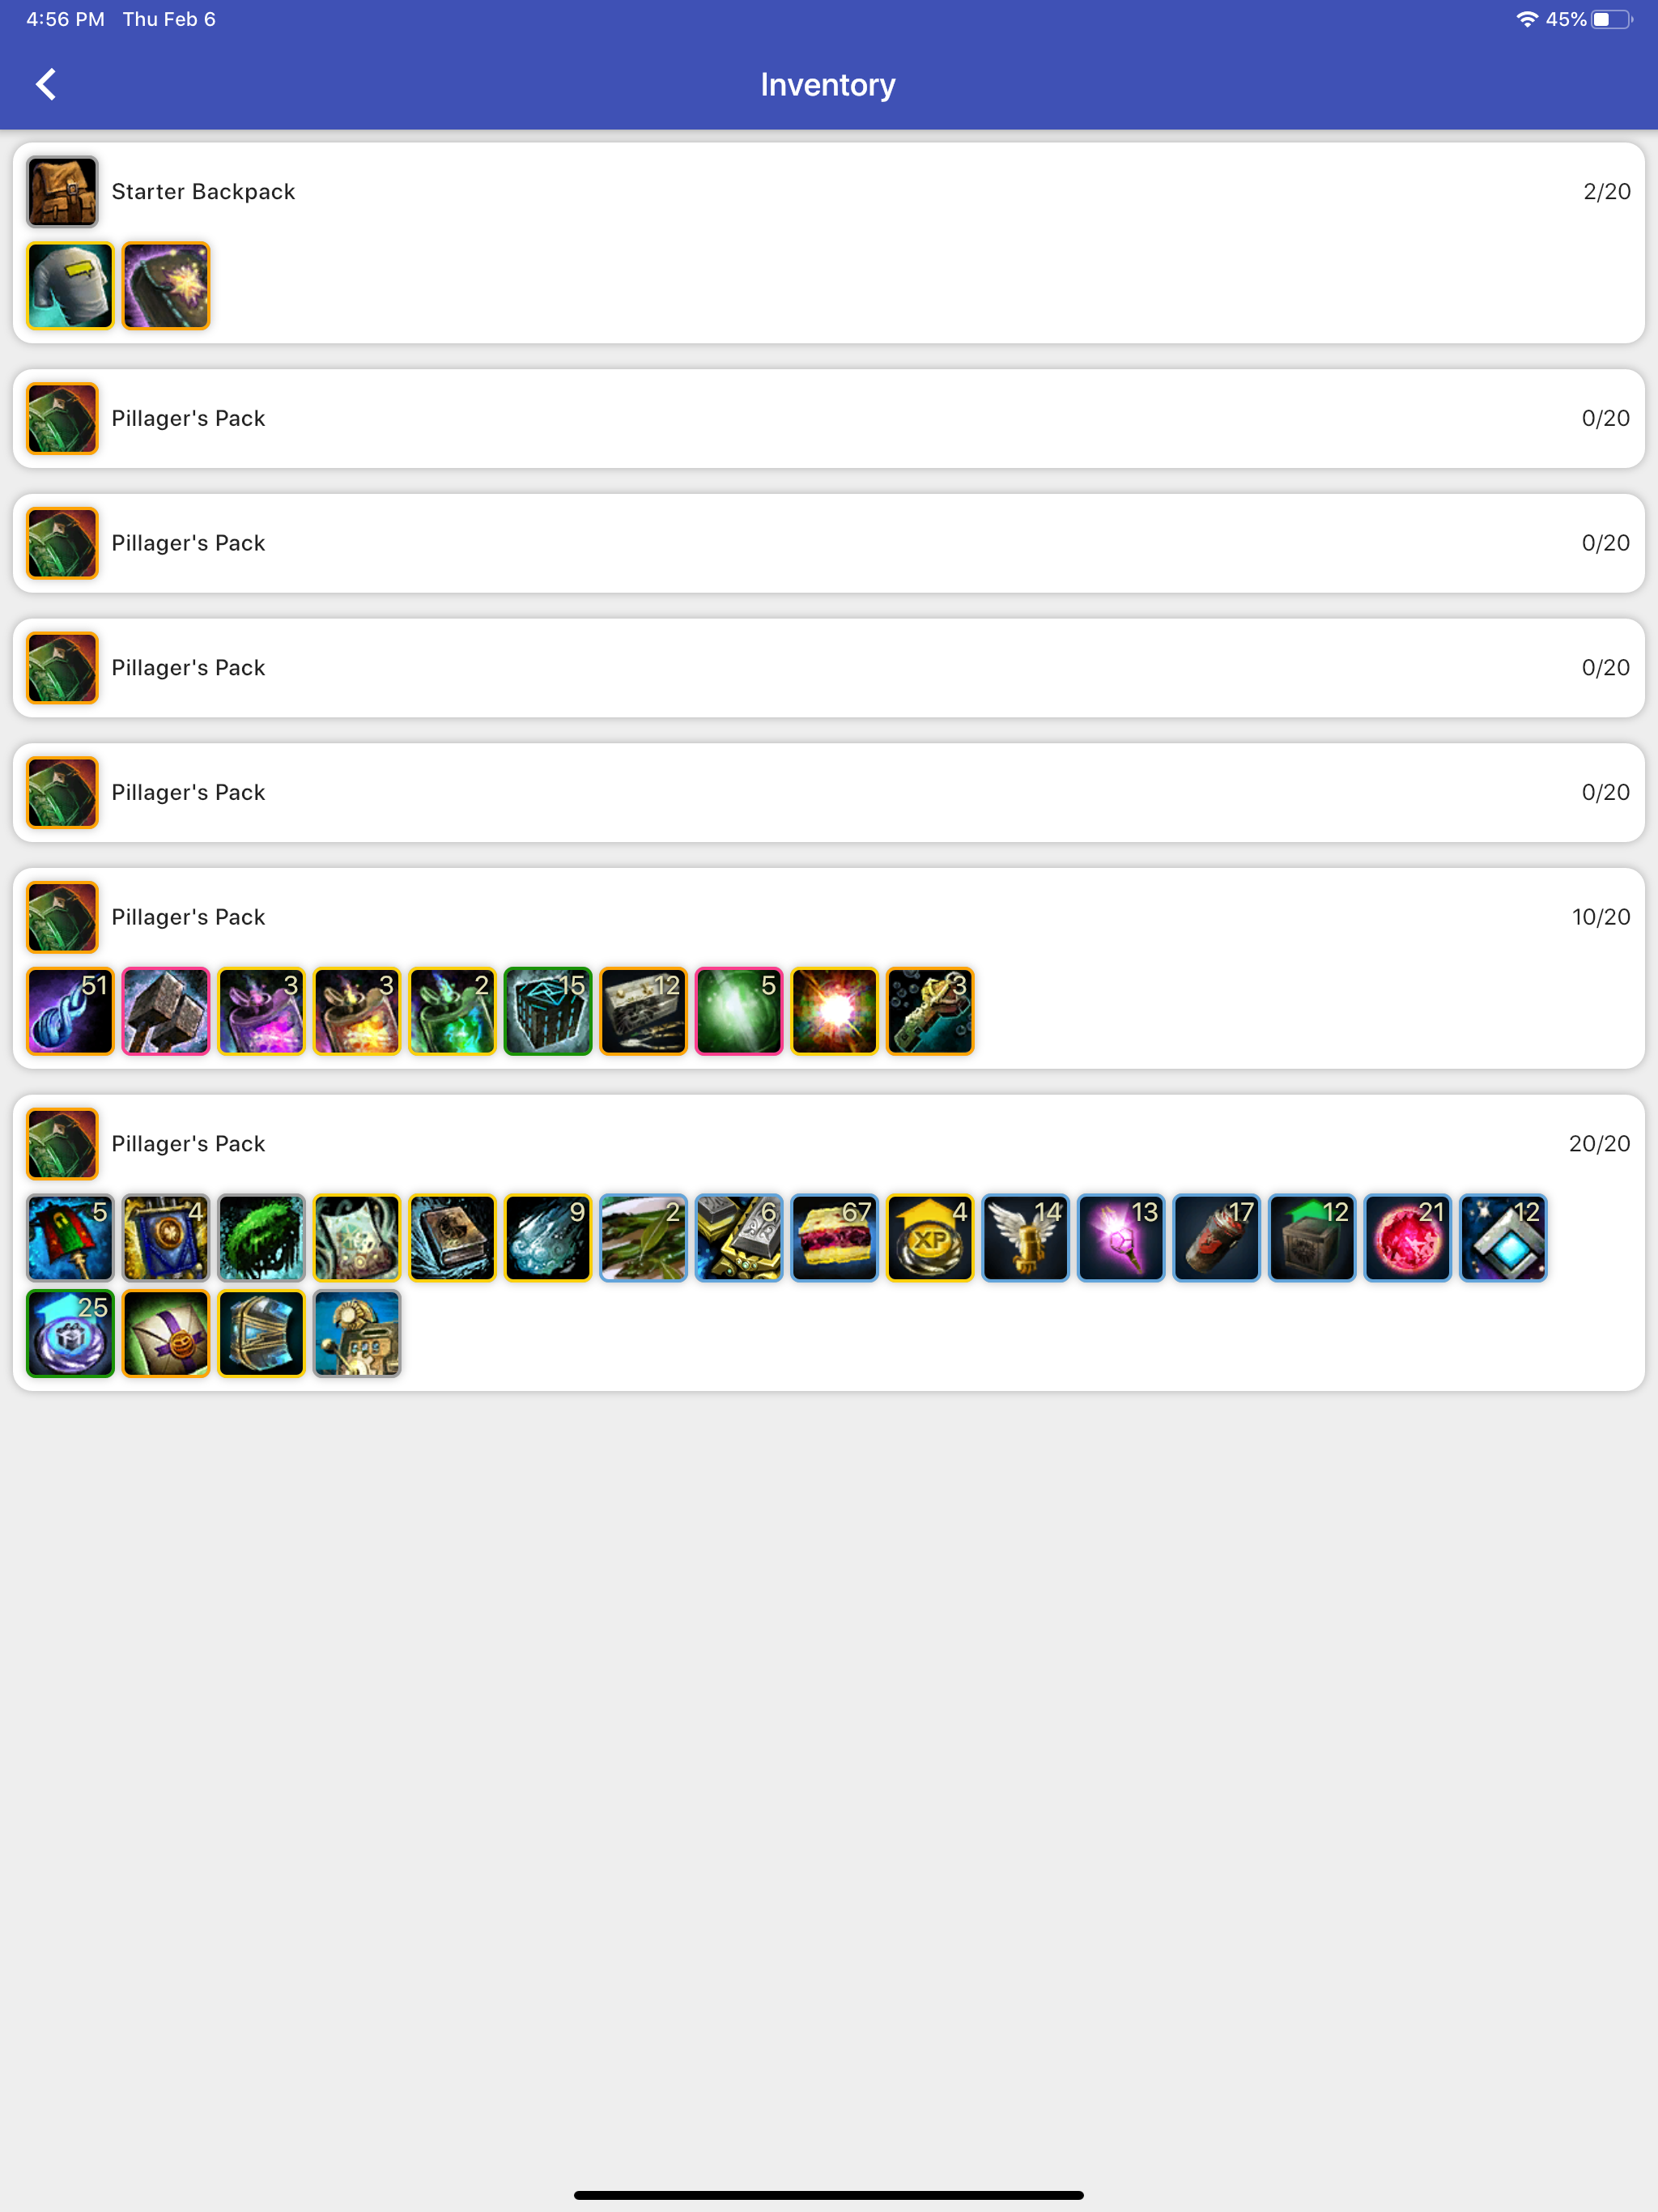 4:56 PM Thu Feb 6 45%
Inventory
Starter Backpack 2/20
Pillager's Pack 0/20
Pillager's Pack 0/20
Pillager's Pack 0/20
Pillager's Pack 0/20
Pillager's Pack 10/20
51 3 3 2 15 12 5 3
Pillager's Pack 20/20
5 4 9 2 6 67 XP 4 14 13 17 12 21 12
25